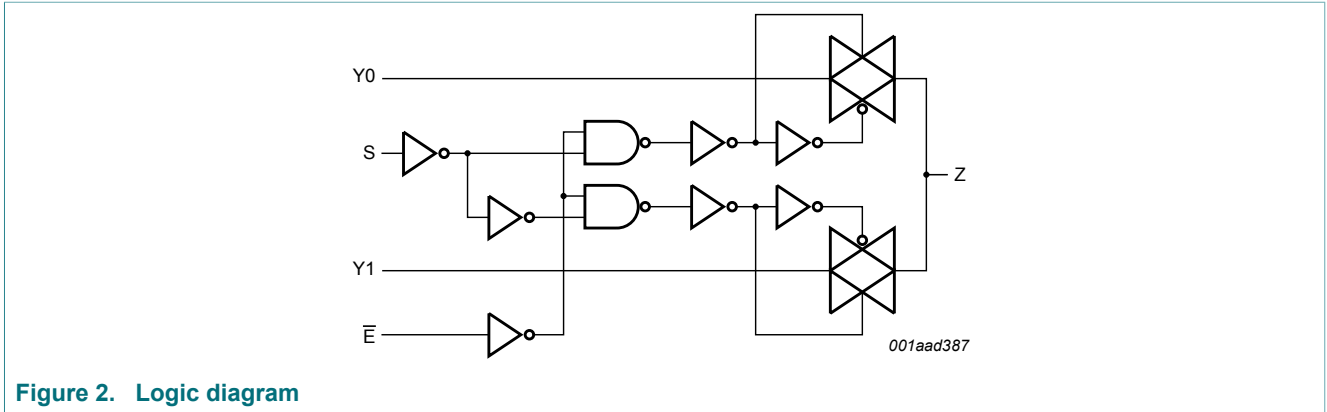 Y0
S
Z
Y1
E̅
001aad387
Figure 2. Logic diagram